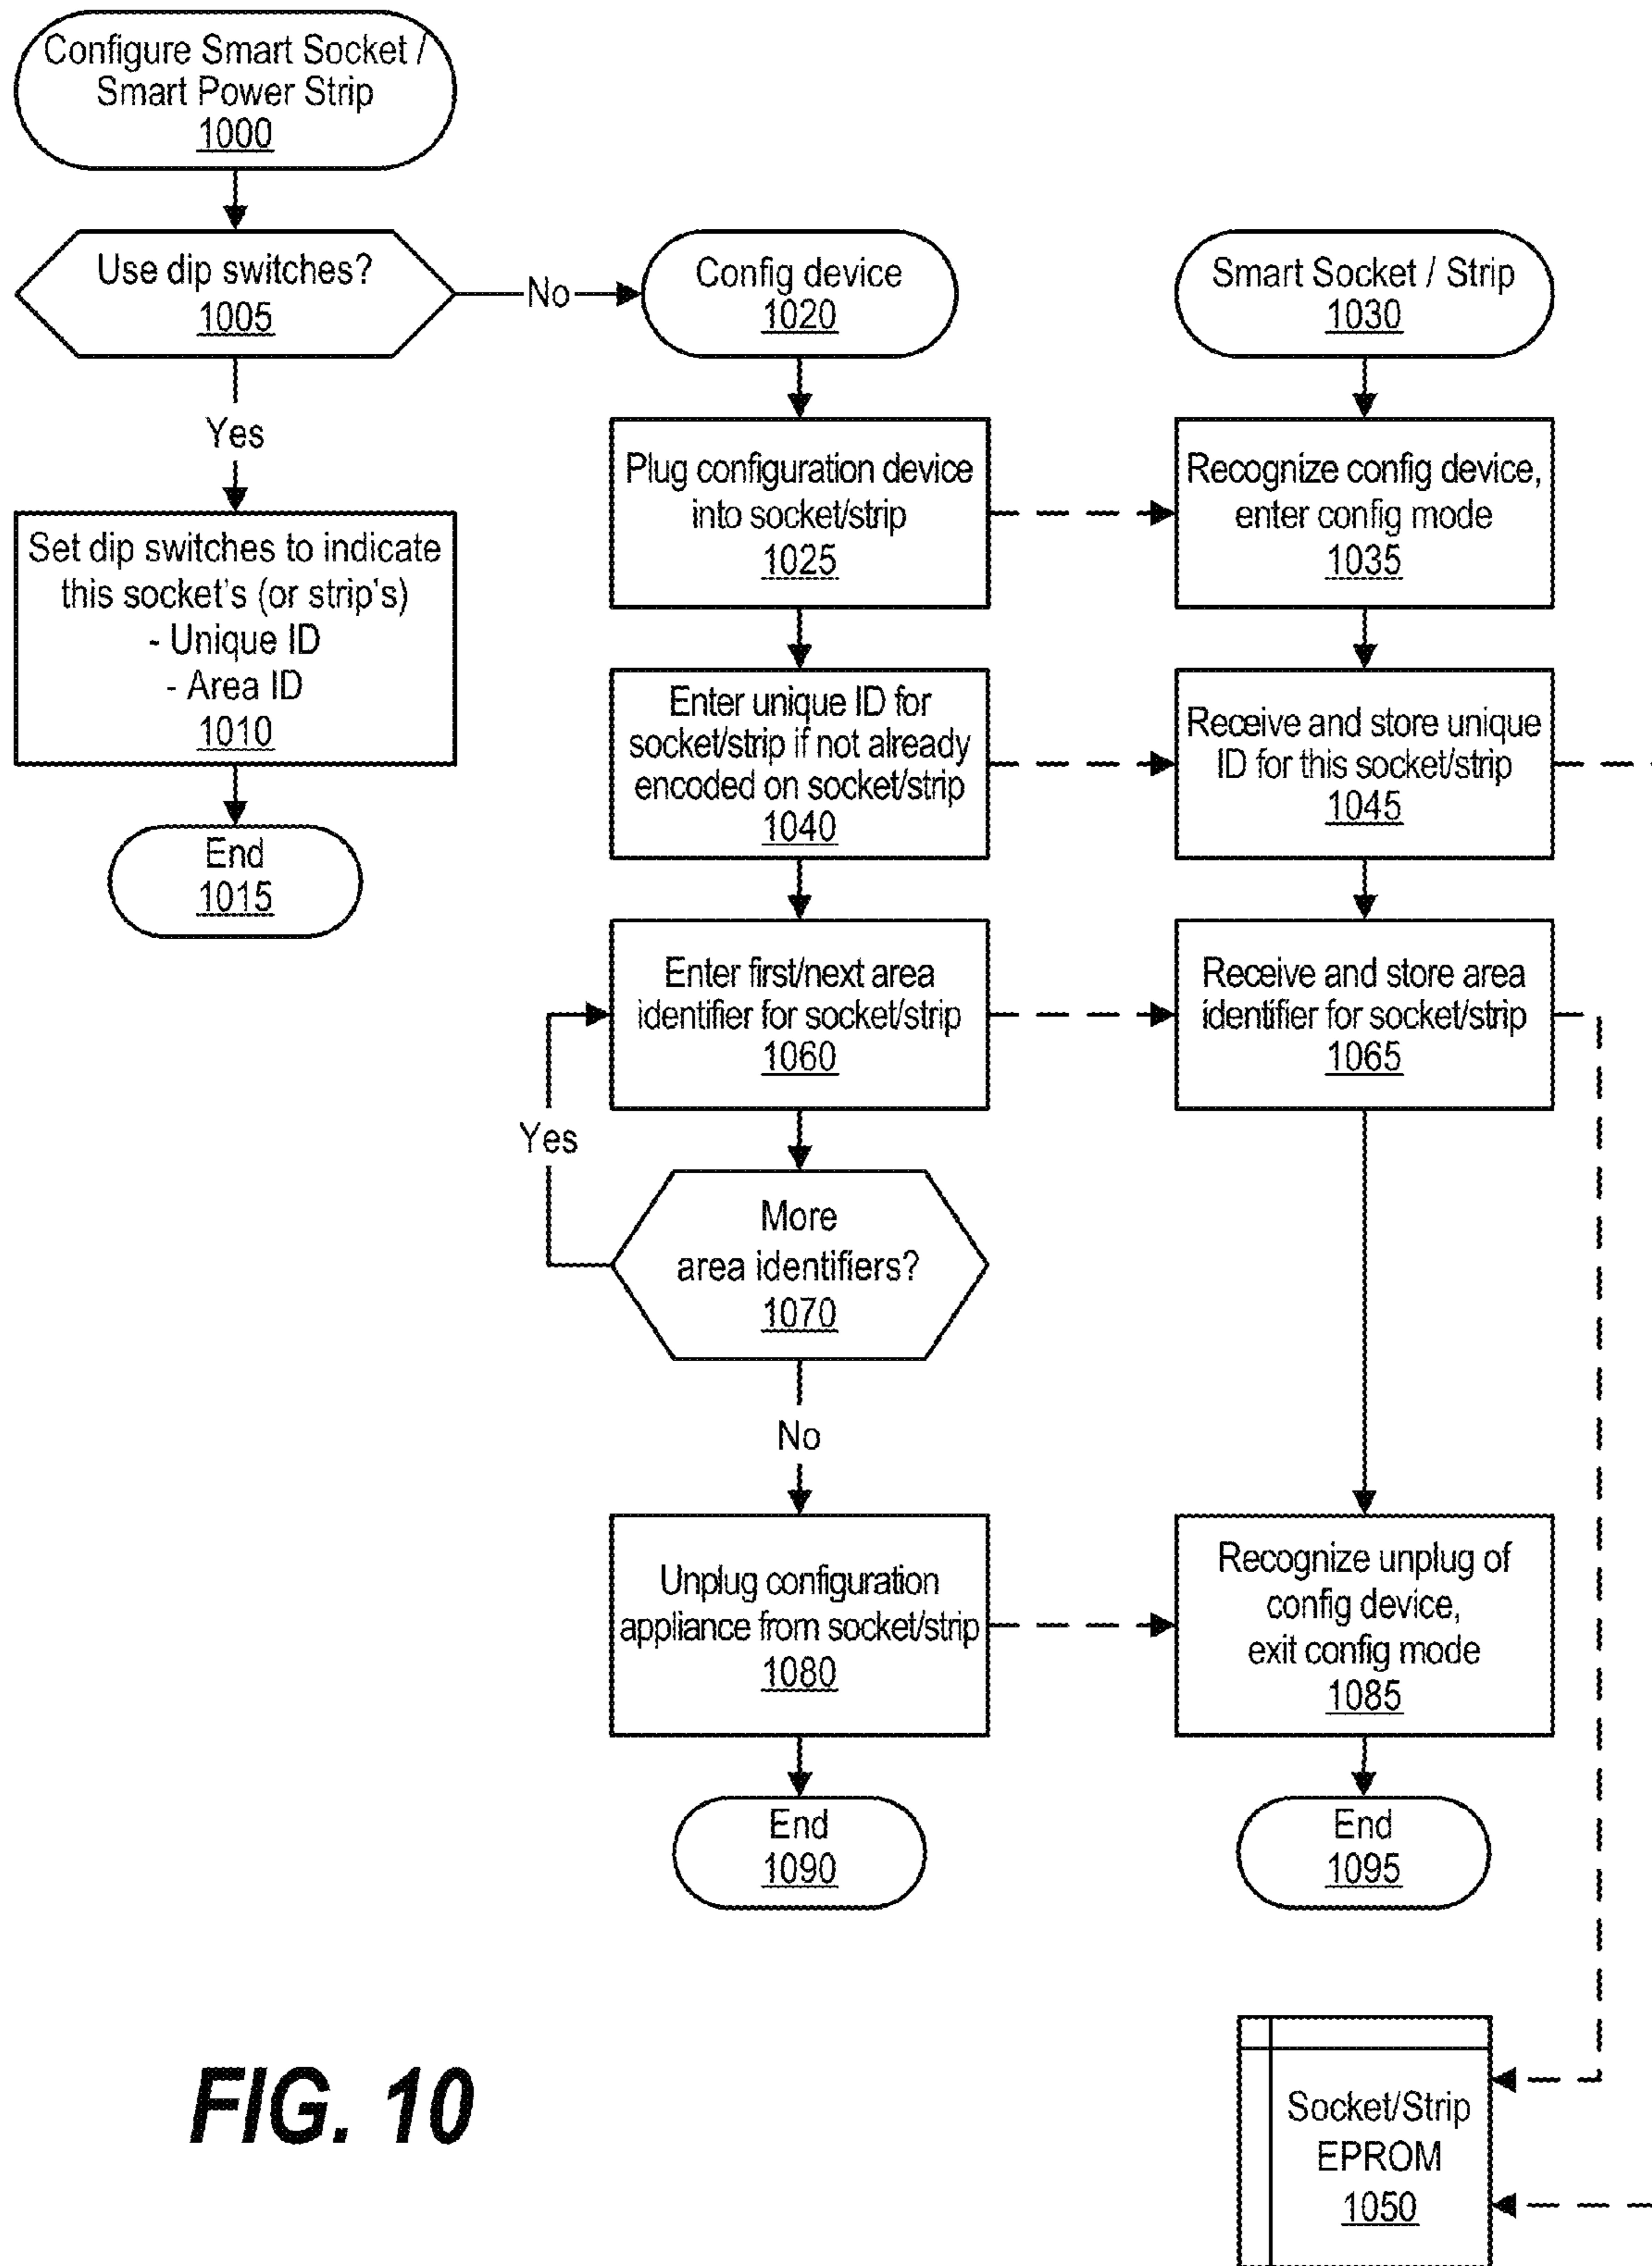 Configure Smart Socket /
Smart Power Strip
1000
Use dip switches?
1005
No
Yes
Set dip switches to indicate
this socket's (or strip's)
- Unique ID
- Area ID
1010
End
1015
Config device
1020
Plug configuration device
into socket/strip
1025
Enter unique ID for
socket/strip if not already
encoded on socket/strip
1040
Enter first/next area
identifier for socket/strip
1060
Yes
More
area identifiers?
1070
No
Unplug configuration
appliance from socket/strip
1080
End
1090
Smart Socket / Strip
1030
Recognize config device,
enter config mode
1035
Receive and store unique
ID for this socket/strip
1045
Receive and store area
identifier for socket/strip
1065
Recognize unplug of
config device,
exit config mode
1085
End
1095
Socket/Strip
EPROM
1050
FIG. 10